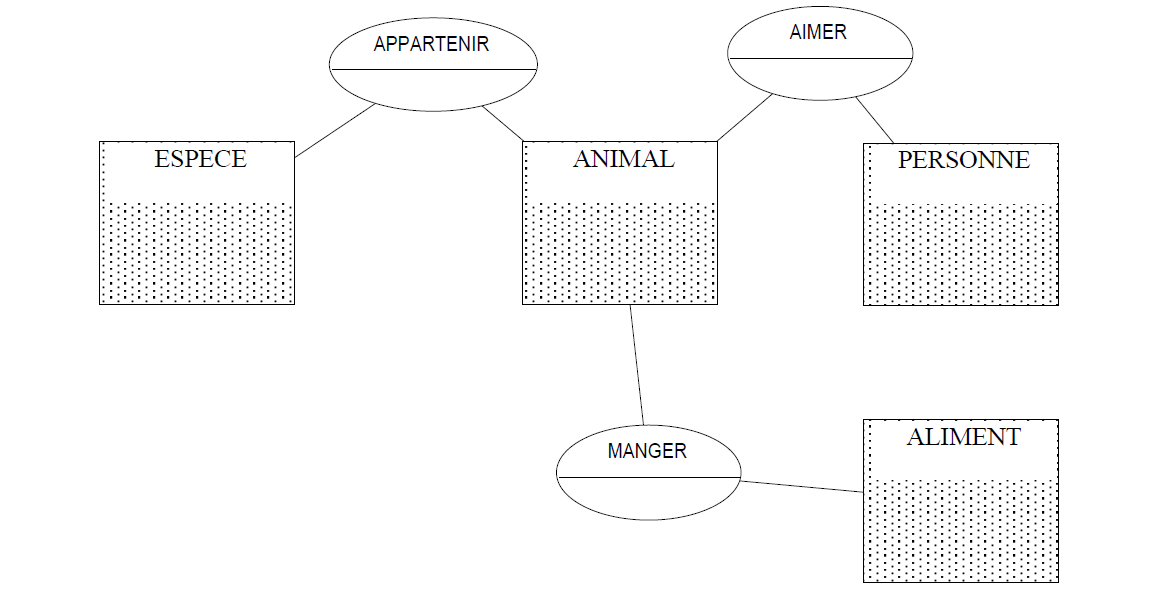 APPARTENIR
AIMER
ESPECE
ANIMAL
PERSONNE
MANGER
ALIMENT